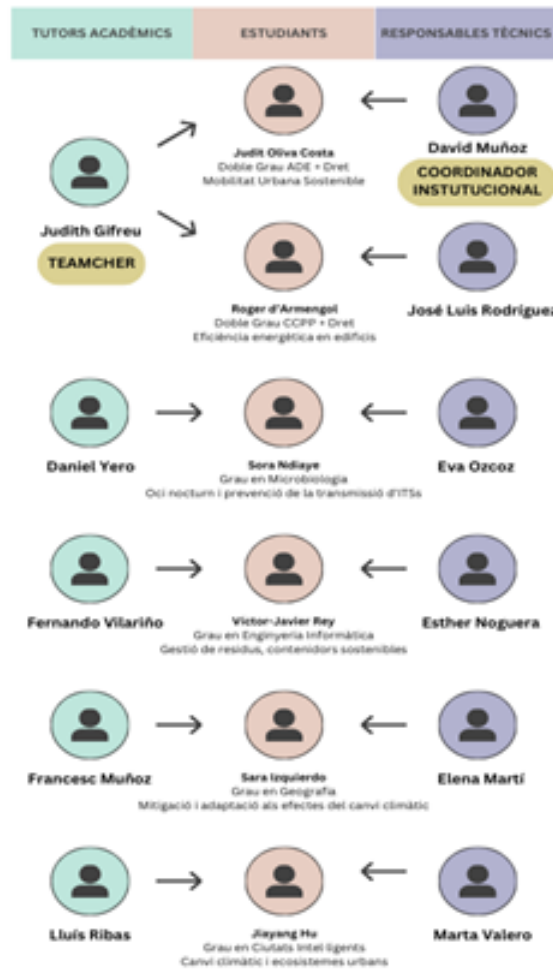 TUTORS ACADÈMICS
ESTUDIANTS
RESPONSABLES TÈCNICS
Judit Oliva Costa
Doble Grau ADE + Dret
Mobilitat Urbana Sostenible
David Muñoz
COORDINADOR
INSTUTUCIONAL
Judith Gifreu
TEAMCHER
Roger d'Armengol
Doble Grau CCPP + Dret
Eficiència energètica en edificis
José Luis Rodríguez
Daniel Yero
Sora Ndiaye
Grau en Microbiologia
Oci nocturn i prevenció de la transmissió d'ITSs
Eva Ozcoz
Fernando Vilariño
Víctor-Javier Rey
Grau en Enginyeria Informàtica
Gestió de residus, contenidors sostenibles
Esther Noguera
Francesc Muñoz
Sara Izquierdo
Grau en Geografia
Mitigació i adaptació als efectes del canvi climàtic
Elena Martí
Lluís Ribas
Jiayang Hu
Grau en Ciutats Intel·ligents
Canvi climàtic i ecosistemes urbans
Marta Valero